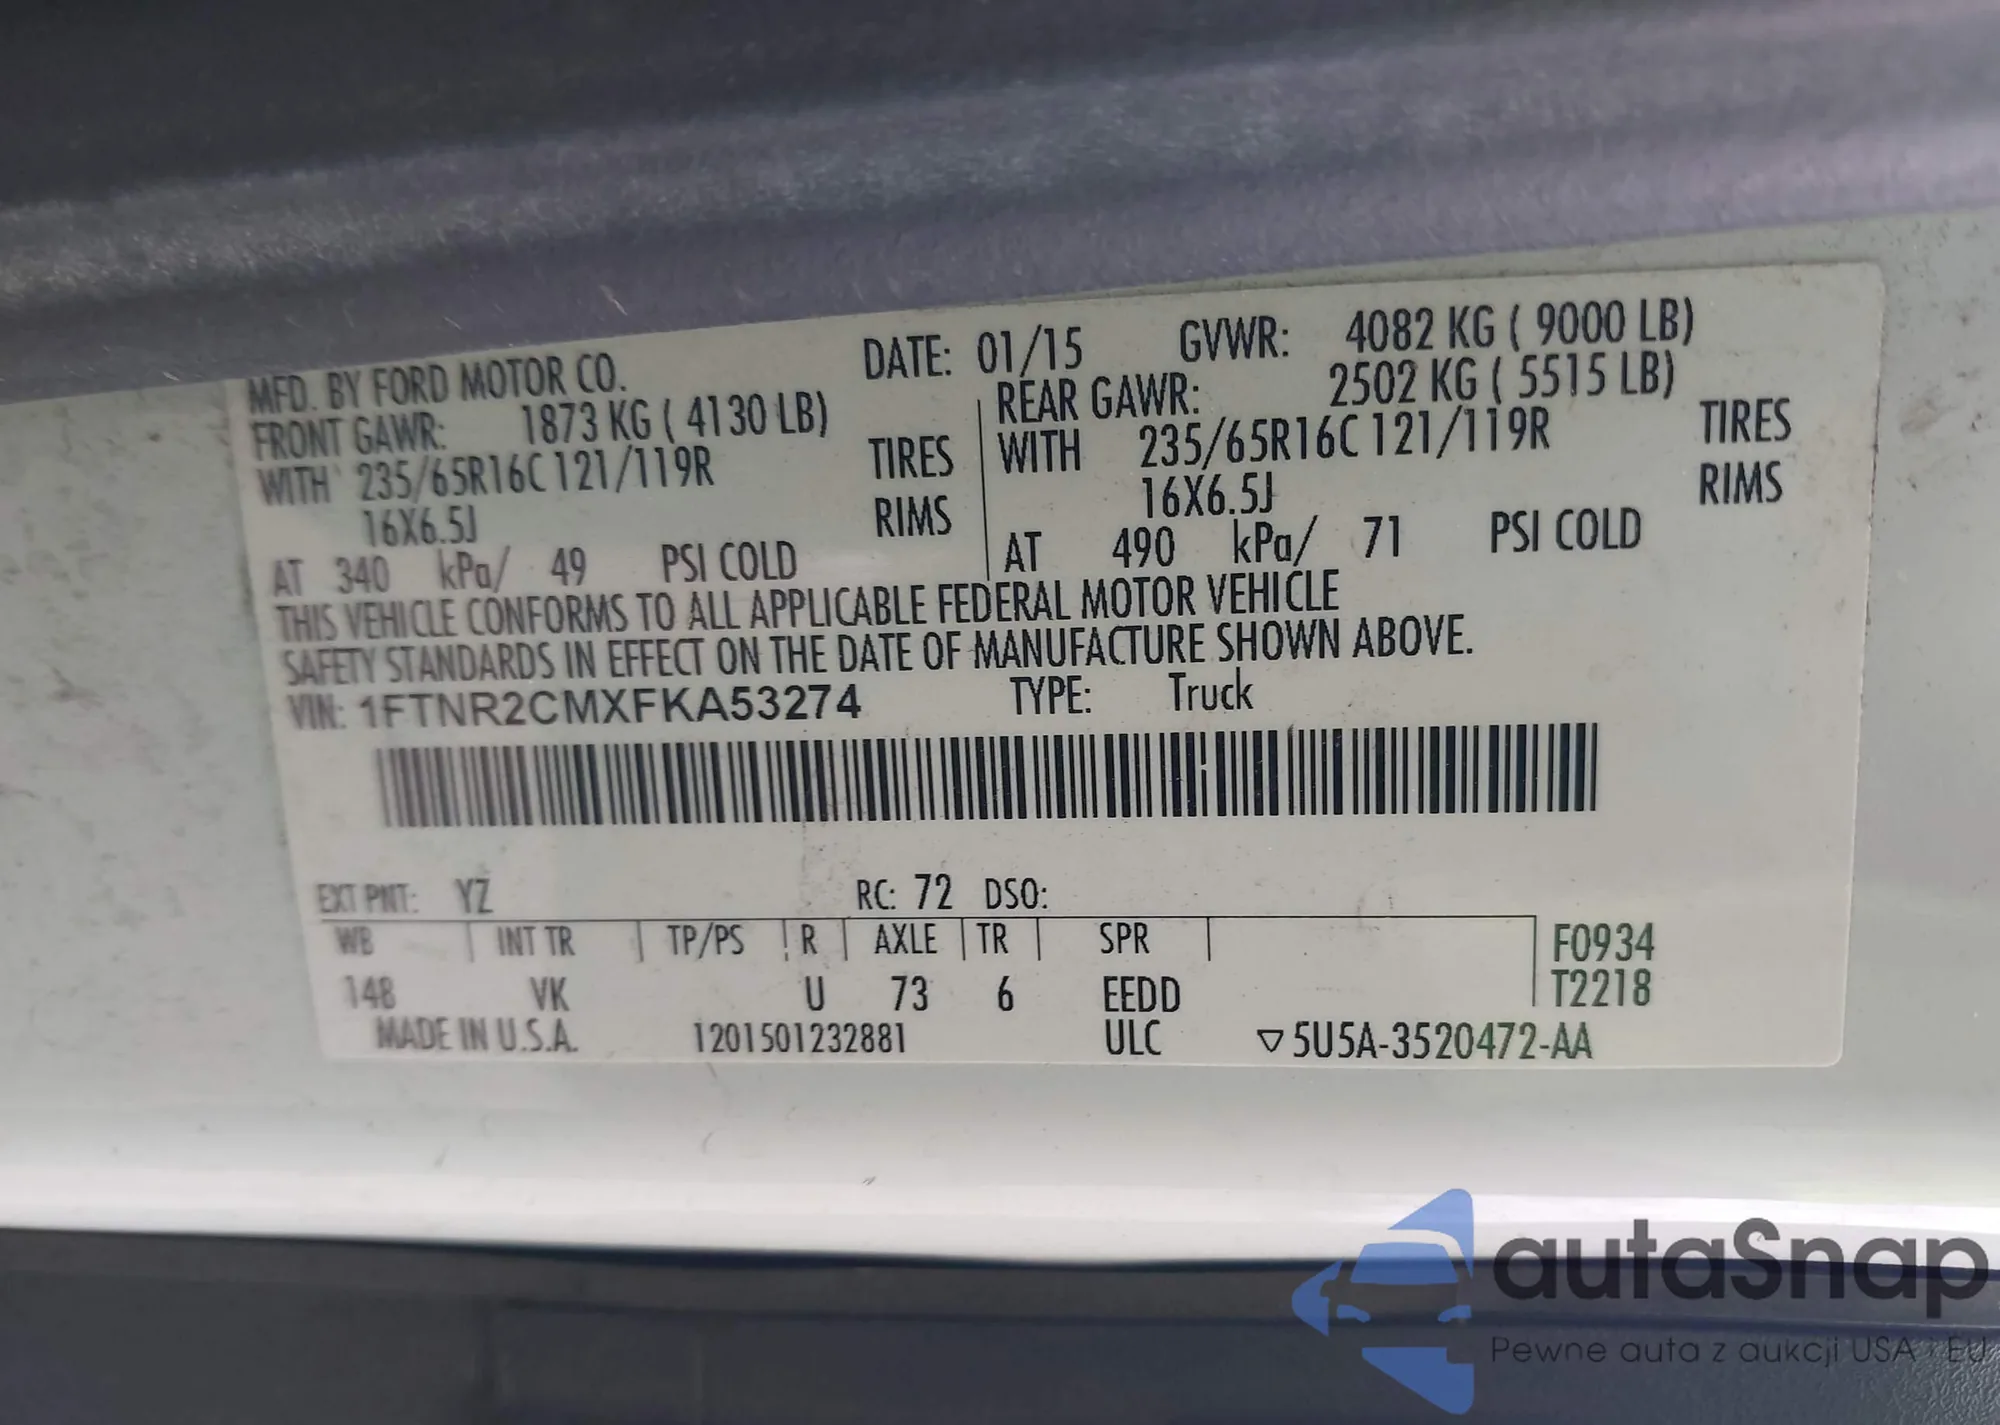 MFD. BY FORD MOTOR CO. DATE: 01/15 GVWR: 4082 KG ( 9000 LB)
FRONT GAWR: 1873 KG ( 4130 LB) REAR GAWR: 2502 KG ( 5515 LB)
WITH 235/65R16C 121/119R TIRES WITH 235/65R16C 121/119R TIRES
16X6.5J RIMS 16X6.5J RIMS
AT 340 kPa/ 49 PSI COLD AT 490 kPa/ 71 PSI COLD
THIS VEHICLE CONFORMS TO ALL APPLICABLE FEDERAL MOTOR VEHICLE
SAFETY STANDARDS IN EFFECT ON THE DATE OF MANUFACTURE SHOWN ABOVE.
VIN: 1FTNR2CMXFKA53274 TYPE: Truck
EXT PNT: YZ RC: 72 DSO:
WB INT TR TP/PS R AXLE TR SPR F0934
148 VK U 73 6 EEDD T2218
MADE IN U.S.A. 1201501232881 ULC ▽5U5A-3520472-AA
autaSnap
Pewne auta z aukcji USA i EU